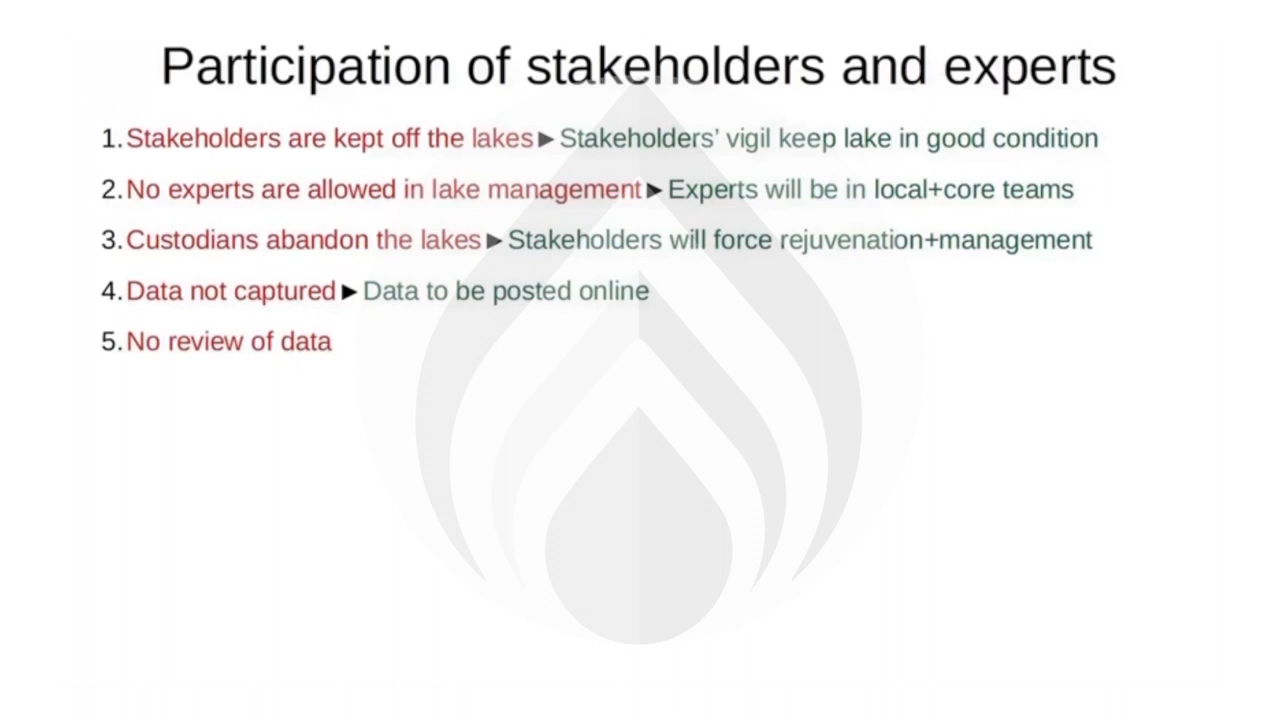 Participation of stakeholders and experts
1. Stakeholders are kept off the lakes ► Stakeholders’ vigil keep lake in good condition
2. No experts are allowed in lake management ► Experts will be in local+core teams
3. Custodians abandon the lakes ► Stakeholders will force rejuvenation+management
4. Data not captured ► Data to be posted online
5. No review of data